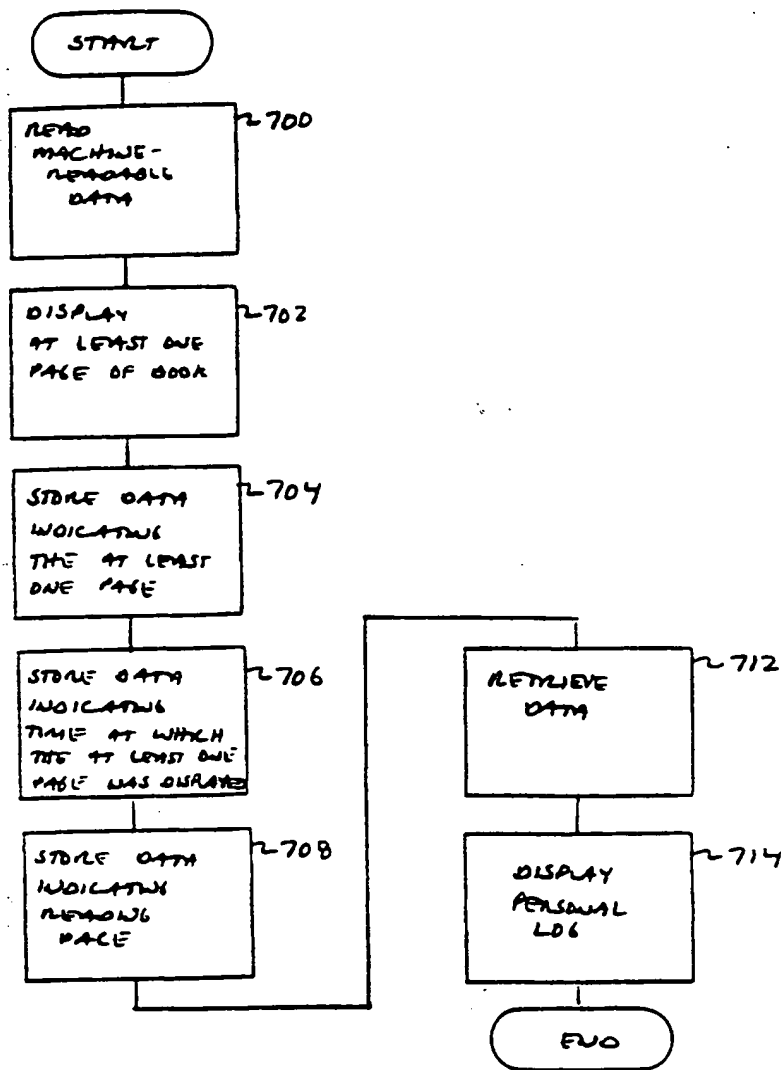 START
READ
MACHINE-
READABLE
DATA
700
DISPLAY
AT LEAST ONE
PAGE OF BOOK
702
STORE DATA
INDICATING
THE AT LEAST
ONE PAGE
704
STORE DATA
INDICATING
TIME AT WHICH
THE AT LEAST ONE
PAGE WAS DISPLAYED
706
STORE DATA
INDICATING
READING
PACE
708
RETRIEVE
DATA
712
DISPLAY
PERSONAL
LOG
714
END